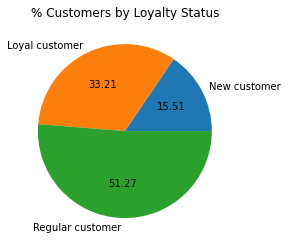 % Customers by Loyalty Status
Loyal customer
33.21
New customer
15.51
51.27
Regular customer